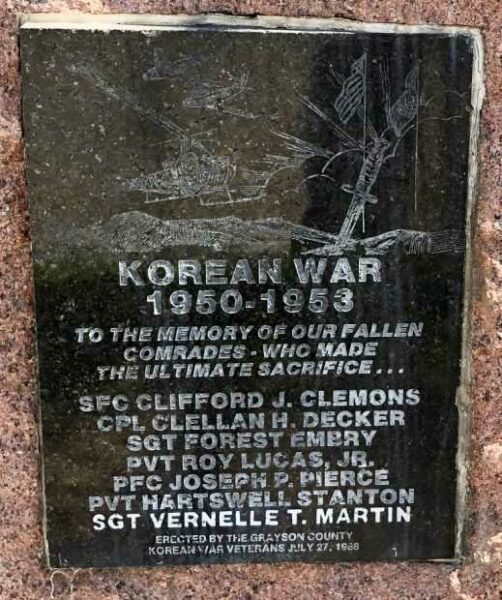 KOREAN WAR
1950-1953
TO THE MEMORY OF OUR FALLEN
COMRADES - WHO MADE
THE ULTIMATE SACRIFICE...
SFC CLIFFORD J. CLEMONS
CPL CLELLAN H. DECKER
SGT FOREST EMBRY
PVT ROY LUCAS, JR.
PFC JOSEPH P. PIERCE
PVT HARTSWELL STANTON
SGT VERNELLE T. MARTIN
ERECTED BY THE GRAYSON COUNTY
KOREAN WAR VETERANS JULY 27, 1988